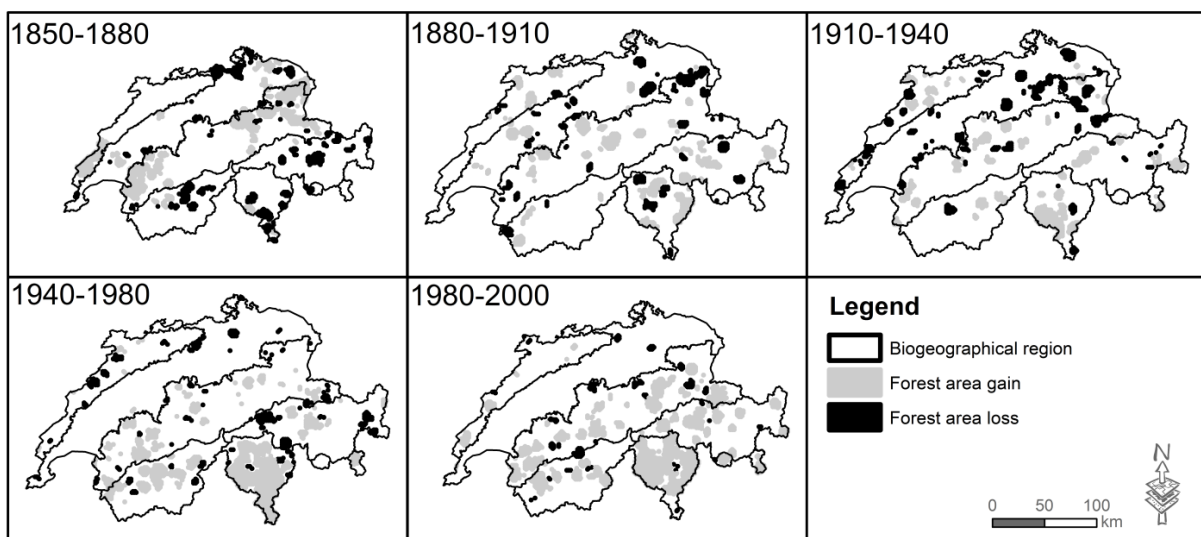 1850-1880
1880-1910
1910-1940
1940-1980
1980-2000
Legend
Biogeographical region
Forest area gain
Forest area loss
N
0 50 100
km